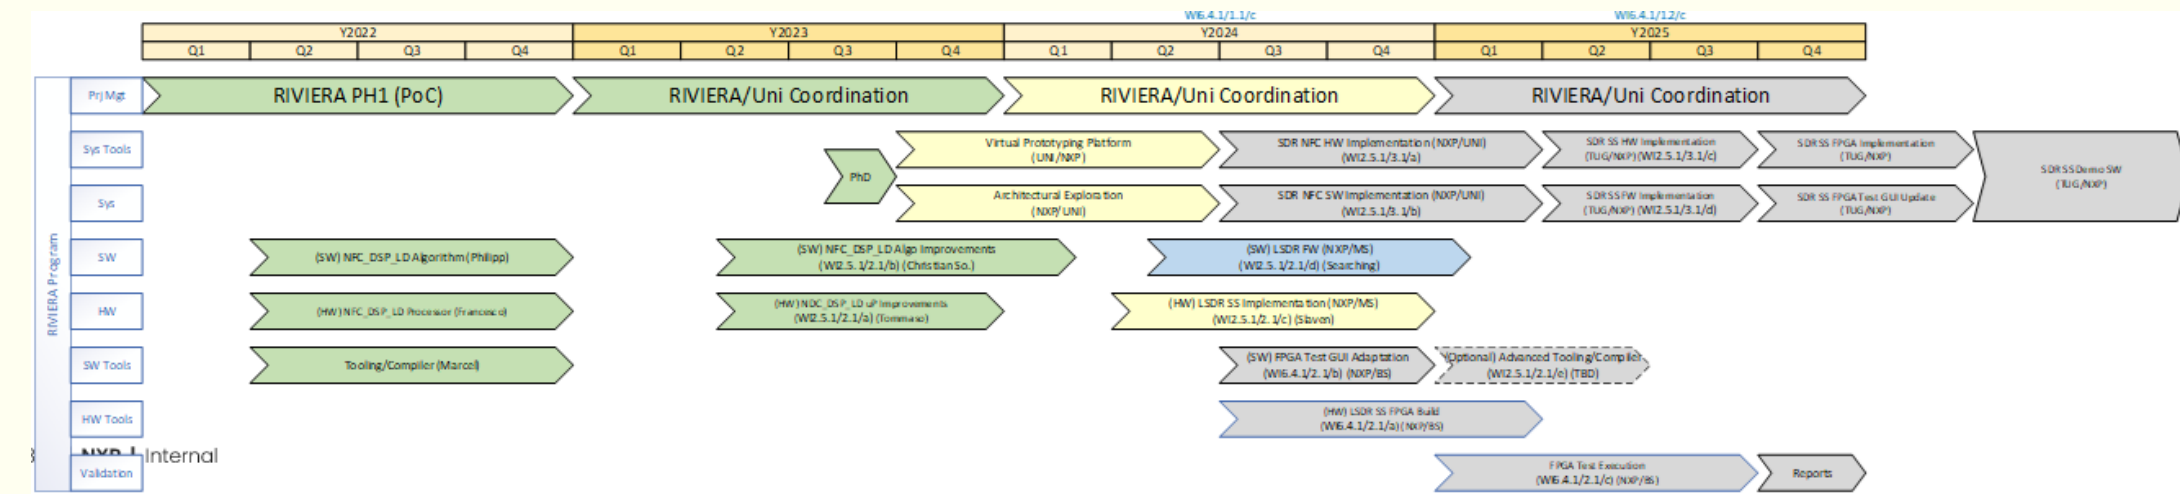 WI6.4.1/1.1/c
WI6.4.1/1.2/c
Y2022
Y2023
Y2024
Y2025
Q1
Q2
Q3
Q4
Q1
Q2
Q3
Q4
Q1
Q2
Q3
Q4
Q1
Q2
Q3
Q4
RIVIERA Program
Prj Mgt
RIVIERA PH1 (PoC)
RIVIERA/Uni Coordination
RIVIERA/Uni Coordination
RIVIERA/Uni Coordination
Sys Tools
Virtual Prototyping Platform
(UNI/NXP)
SDR NFC HW Implementation (NXP/UNI)
(WI2.5.1/3.1/a)
SDR SS HW Implementation
(TUG/NXP) (WI2.5.1/3.1/c)
SDR SS FPGA Implementation
(TUG/NXP)
SDR SS Demo SW
(TUG/NXP)
PhD
Sys
Architectural Exploration
(NXP/UNI)
SDR NFC SW Implementation (NXP/UNI)
(WI2.5.1/3.1/b)
SDR SS FW Implementation
(TUG/NXP) (WI2.5.1/3.1/d)
SDR SS FPGA Test GUI Update
(TUG/NXP)
SW
(SW) NFC_DSP_LD Algorithm (Philipp)
(SW) NFC_DSP_LD Algo Improvements
(WI2.5.1/2.1/b) (Christian So.)
(SW) LSDR FW (NXP/MS)
(WI2.5.1/2.1/d) (Searching)
HW
(HW) NFC_DSP_LD Processor (Francesco)
(HW) NDC_DSP_LD uP Improvements
(WI2.5.1/2.1/a) (Tommaso)
(HW) LSDR SS Implementation (NXP/MS)
(WI2.5.1/2.1/c) (Slaven)
SW Tools
Tooling/Compiler (Marcel)
(SW) FPGA Test GUI Adaptation
(WI6.4.1/2.1/b) (NXP/BS)
(Optional) Advanced Tooling/Compiler
(WI2.5.1/2.1/e) (TBD)
HW Tools
(HW) LSDR SS FPGA Build
(WI6.4.1/2.1/a) (NXP/BS)
NXP | Internal
Validation
FPGA Test Execution
(WI6.4.1/2.1/c) (NXP/BS)
Reports